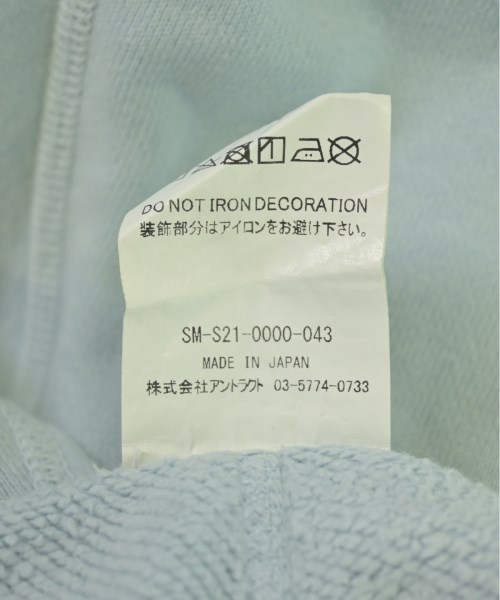 DO NOT IRON DECORATION
装飾部分はアイロンをお避け下さい。
SM-S21-0000-043
MADE IN JAPAN
株式会社アントラクト 03-5774-0733